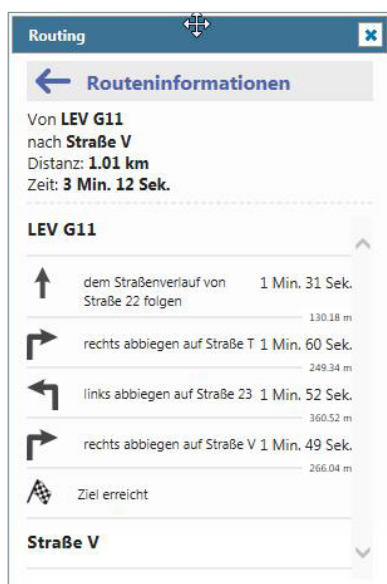 Routing
Routeninformationen
Von LEV G11
nach Straße V
Distanz: 1.01 km
Zeit: 3 Min. 12 Sek.
LEV G11
dem Straßenverlauf von 1 Min. 31 Sek.
Straße 22 folgen
130.18 m
rechts abbiegen auf Straße T 1 Min. 60 Sek.
249.34 m
links abbiegen auf Straße 23 1 Min. 52 Sek.
360.52 m
rechts abbiegen auf Straße V 1 Min. 49 Sek.
266.04 m
Ziel erreicht
Straße V